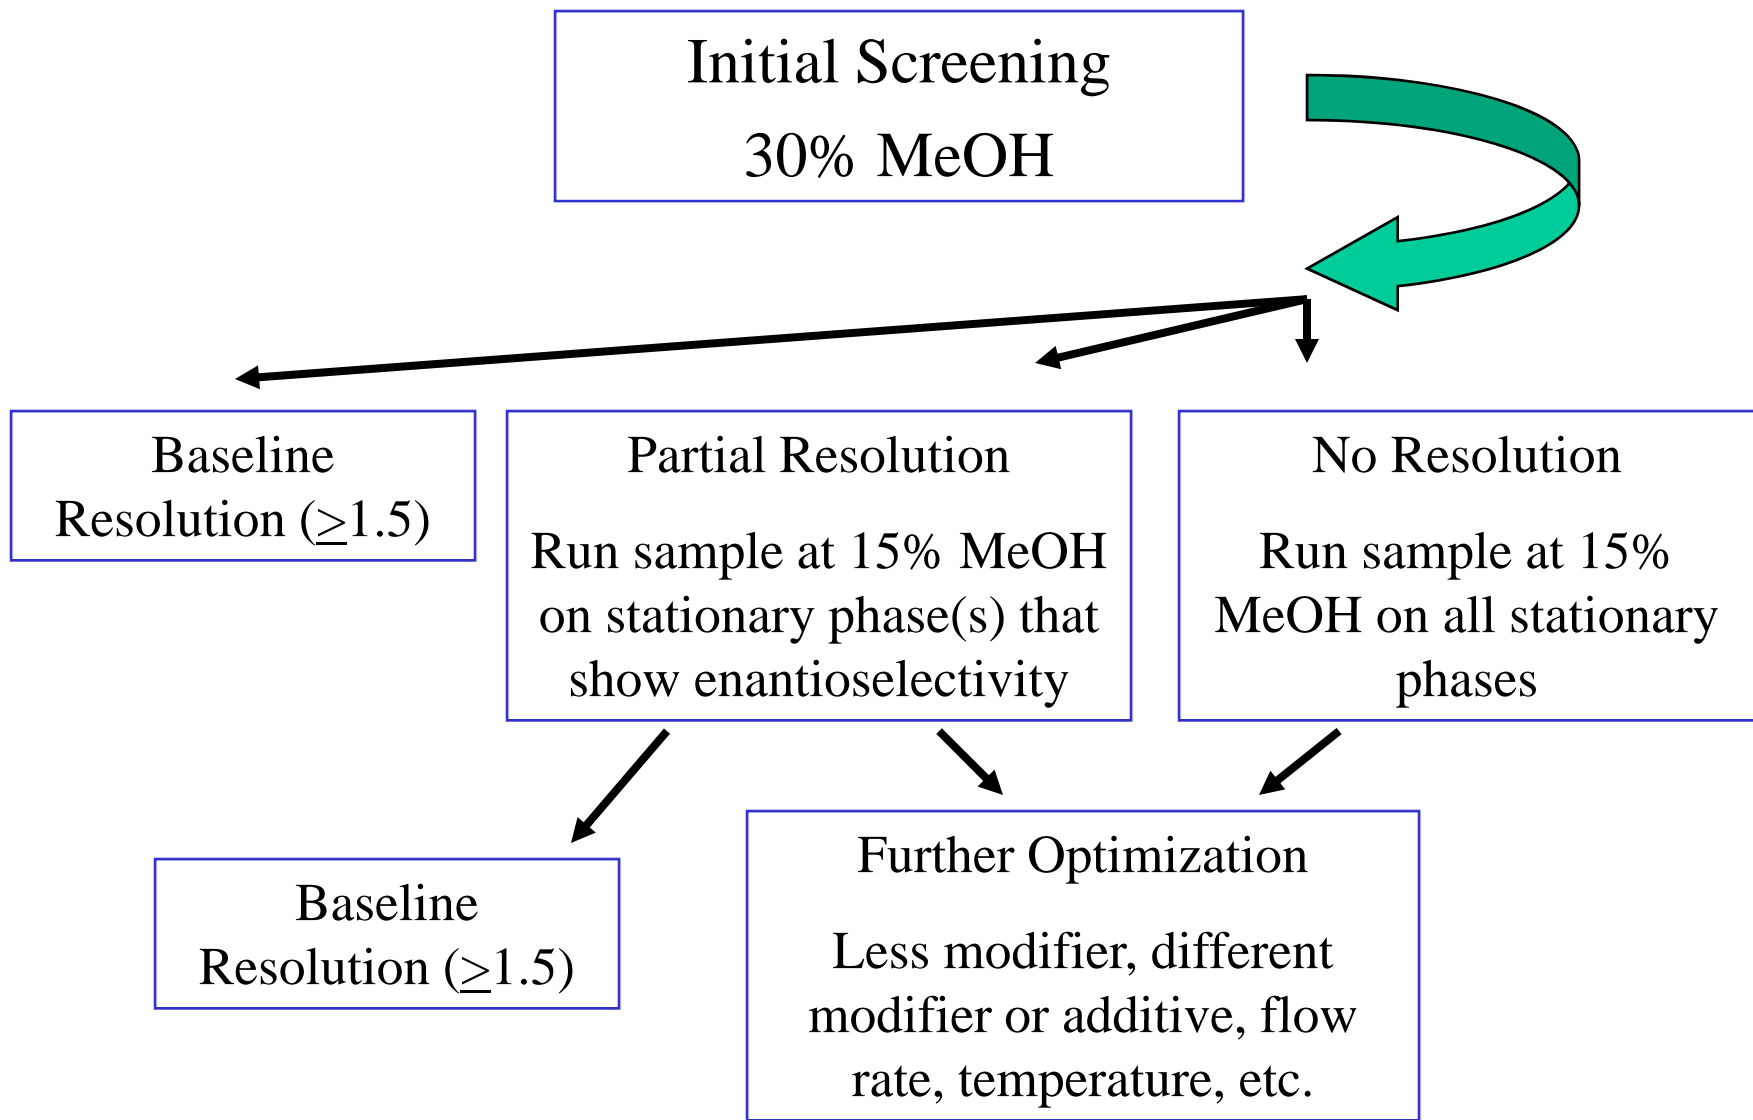 Initial Screening
30% MeOH
Baseline
Resolution (≥1.5)
Partial Resolution
Run sample at 15% MeOH
on stationary phase(s) that
show enantioselectivity
No Resolution
Run sample at 15%
MeOH on all stationary
phases
Baseline
Resolution (≥1.5)
Further Optimization
Less modifier, different
modifier or additive, flow
rate, temperature, etc.